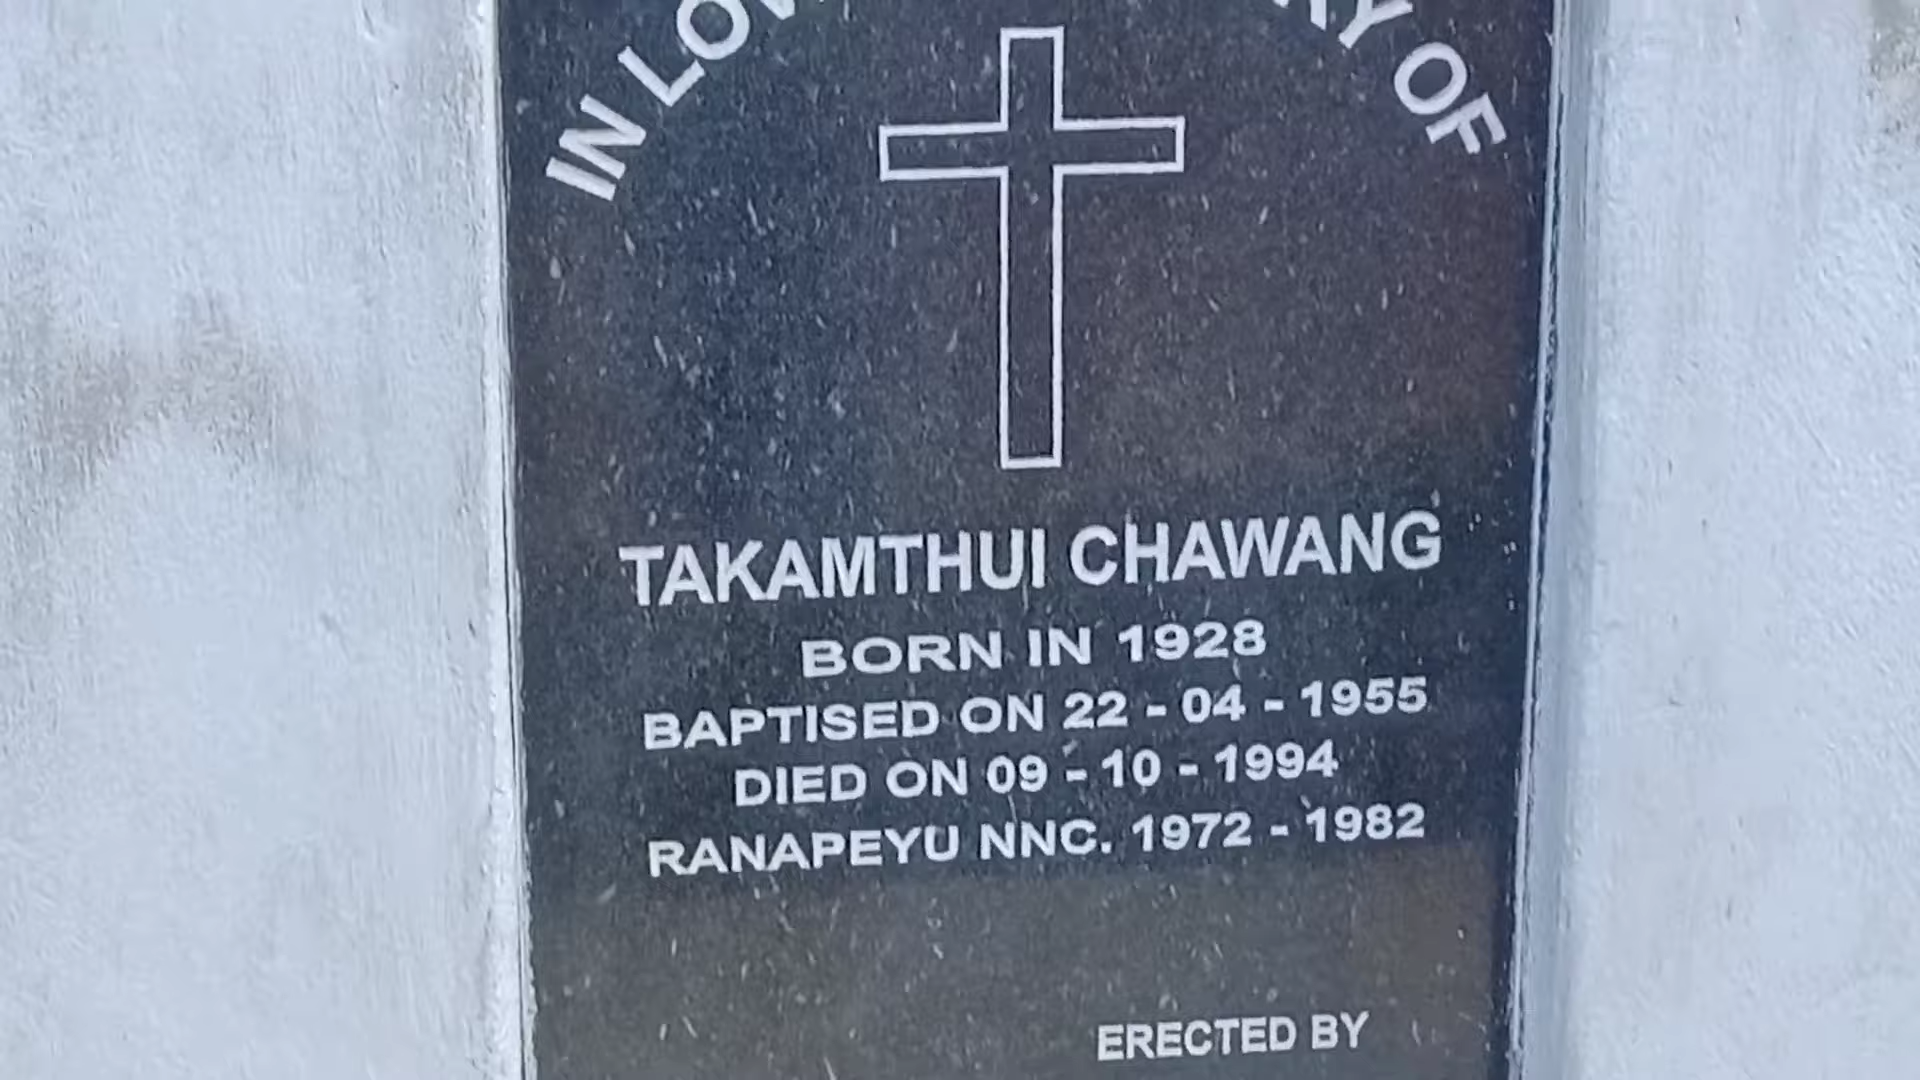 IN LOV RY OF
TAKAMTHUI CHAWANG
BORN IN 1928
BAPTISED ON 22 - 04 - 1955
DIED ON 09 - 10 - 1994
RANAPEYU NNC. 1972 - 1982
ERECTED BY